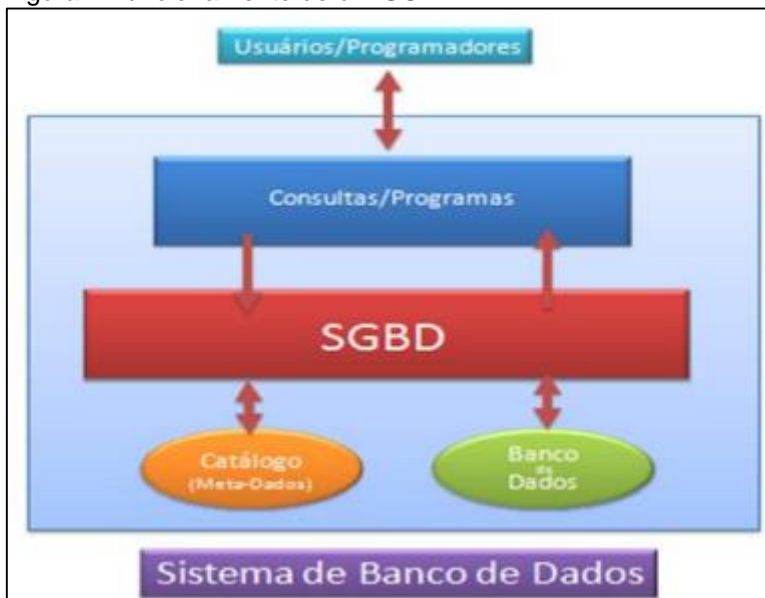 Usuários/Programadores
Consultas/Programas
SGBD
Catálogo
(Meta-Dados)
Banco
de
Dados
Sistema de Banco de Dados